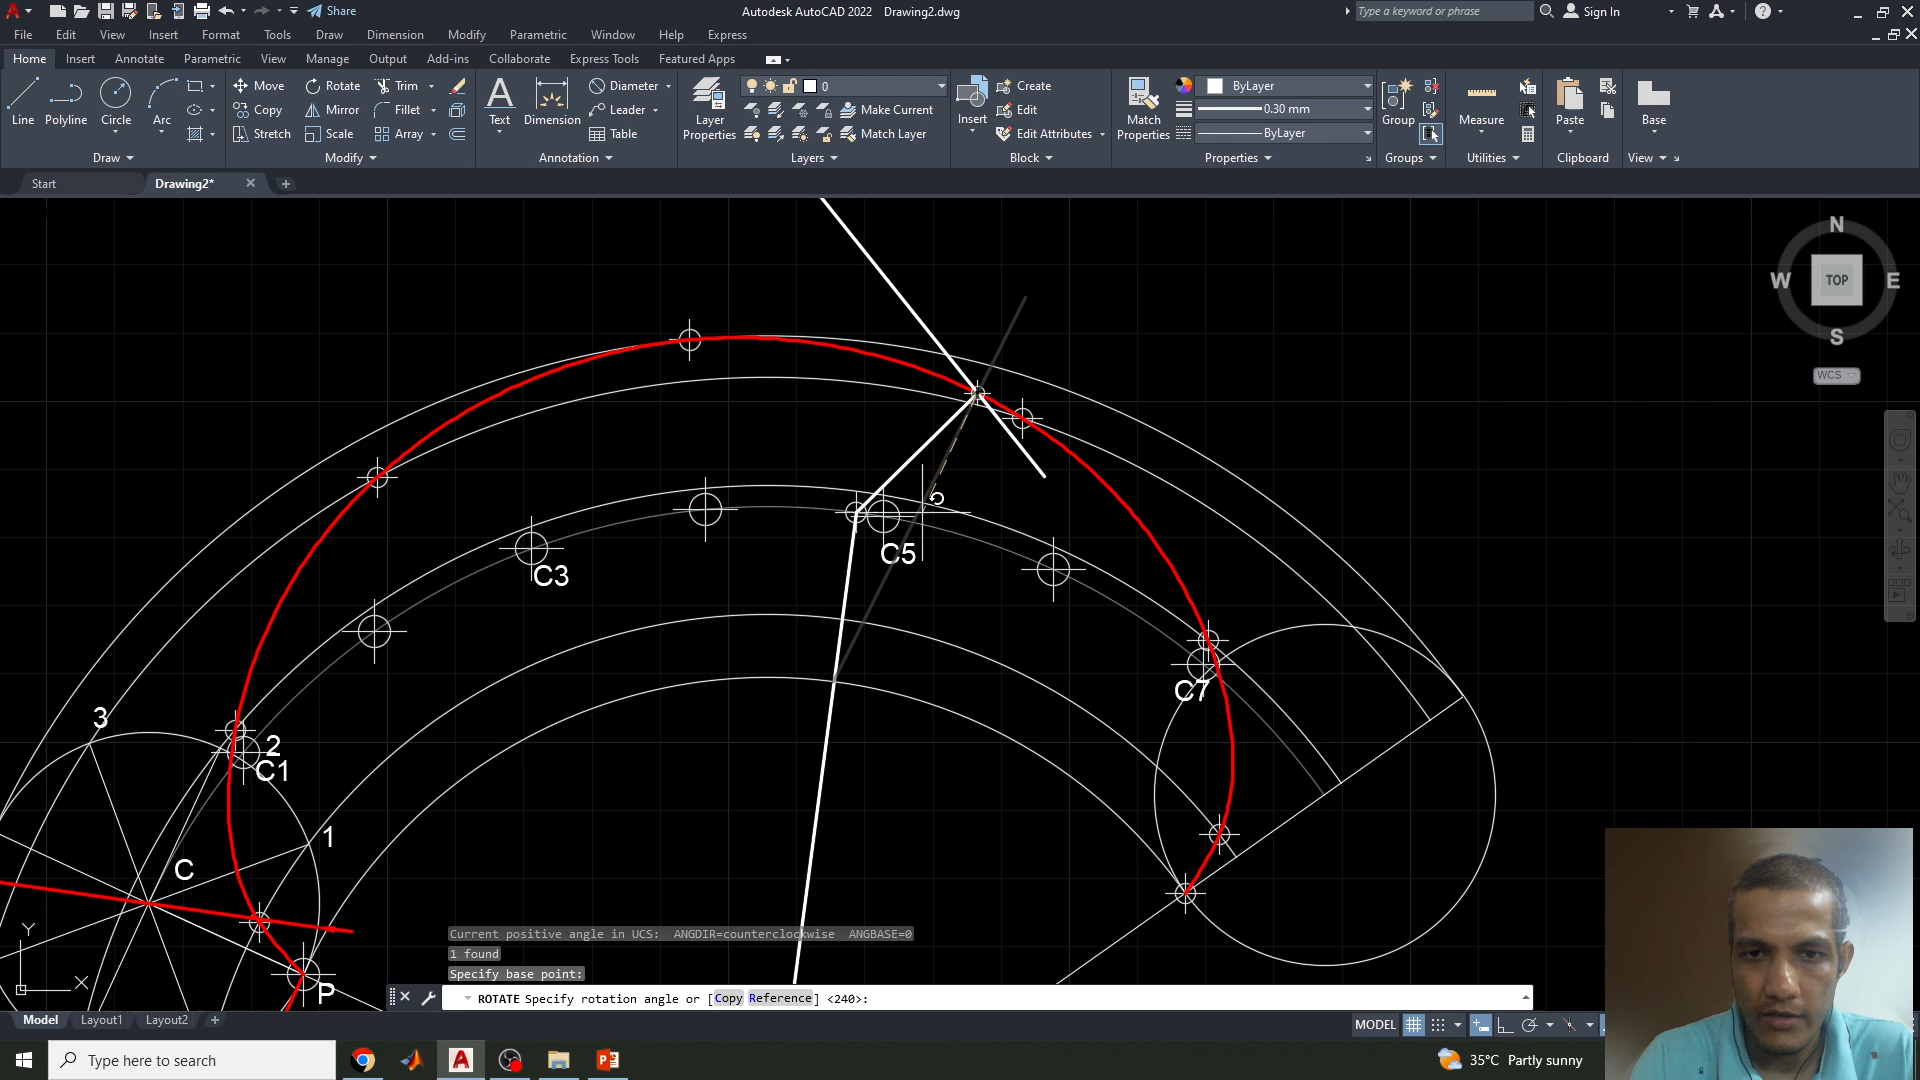 Share
Autodesk AutoCAD 2022 Drawing2.dwg
Type a keyword or phrase
Sign In
File Edit View Insert Format Tools Draw Dimension Modify Parametric Window Help Express
Home Insert Annotate Parametric View Manage Output Add-ins Collaborate Express Tools Featured Apps
Line Polyline Circle Arc
Move Rotate Trim
Copy Mirror Fillet
Stretch Scale Array
Text Dimension
Diameter
Leader
Table
Layer Properties
0
Make Current
Match Layer
Insert
Create
Edit
Edit Attributes
Match Properties
ByLayer
0.30 mm
ByLayer
Group
Measure
Paste
Base
Draw Modify Annotation Layers Block Properties Groups Utilities Clipboard View
Start Drawing2*
N
W TOP E
S
WCS
C5
C3
C7
3
2
C1
1
C
P
Y
X
Current positive angle in UCS: ANGDIR=counterclockwise ANGBASE=0
1 found
Specify base point:
ROTATE Specify rotation angle or [Copy Reference] <240>:
Model Layout1 Layout2
MODEL
Type here to search
35°C Partly sunny